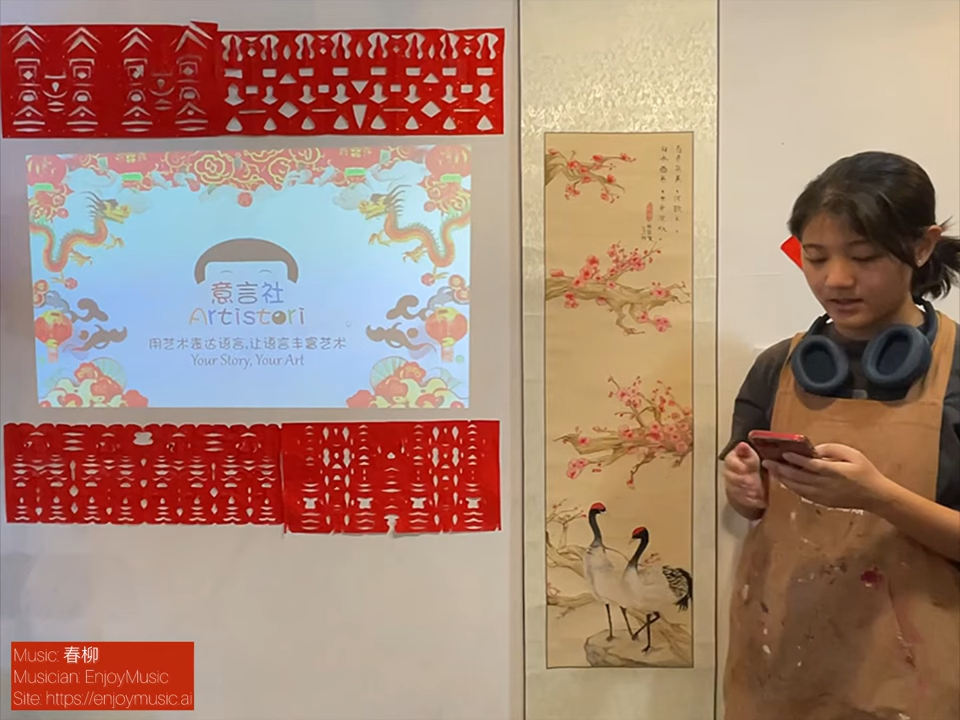 意言社
Artistori
用艺术表达语言,让语言丰富艺术
Your Story, Your Art
Music: 春柳
Musician: EnjoyMusic
Site: https://enjoymusic.ai